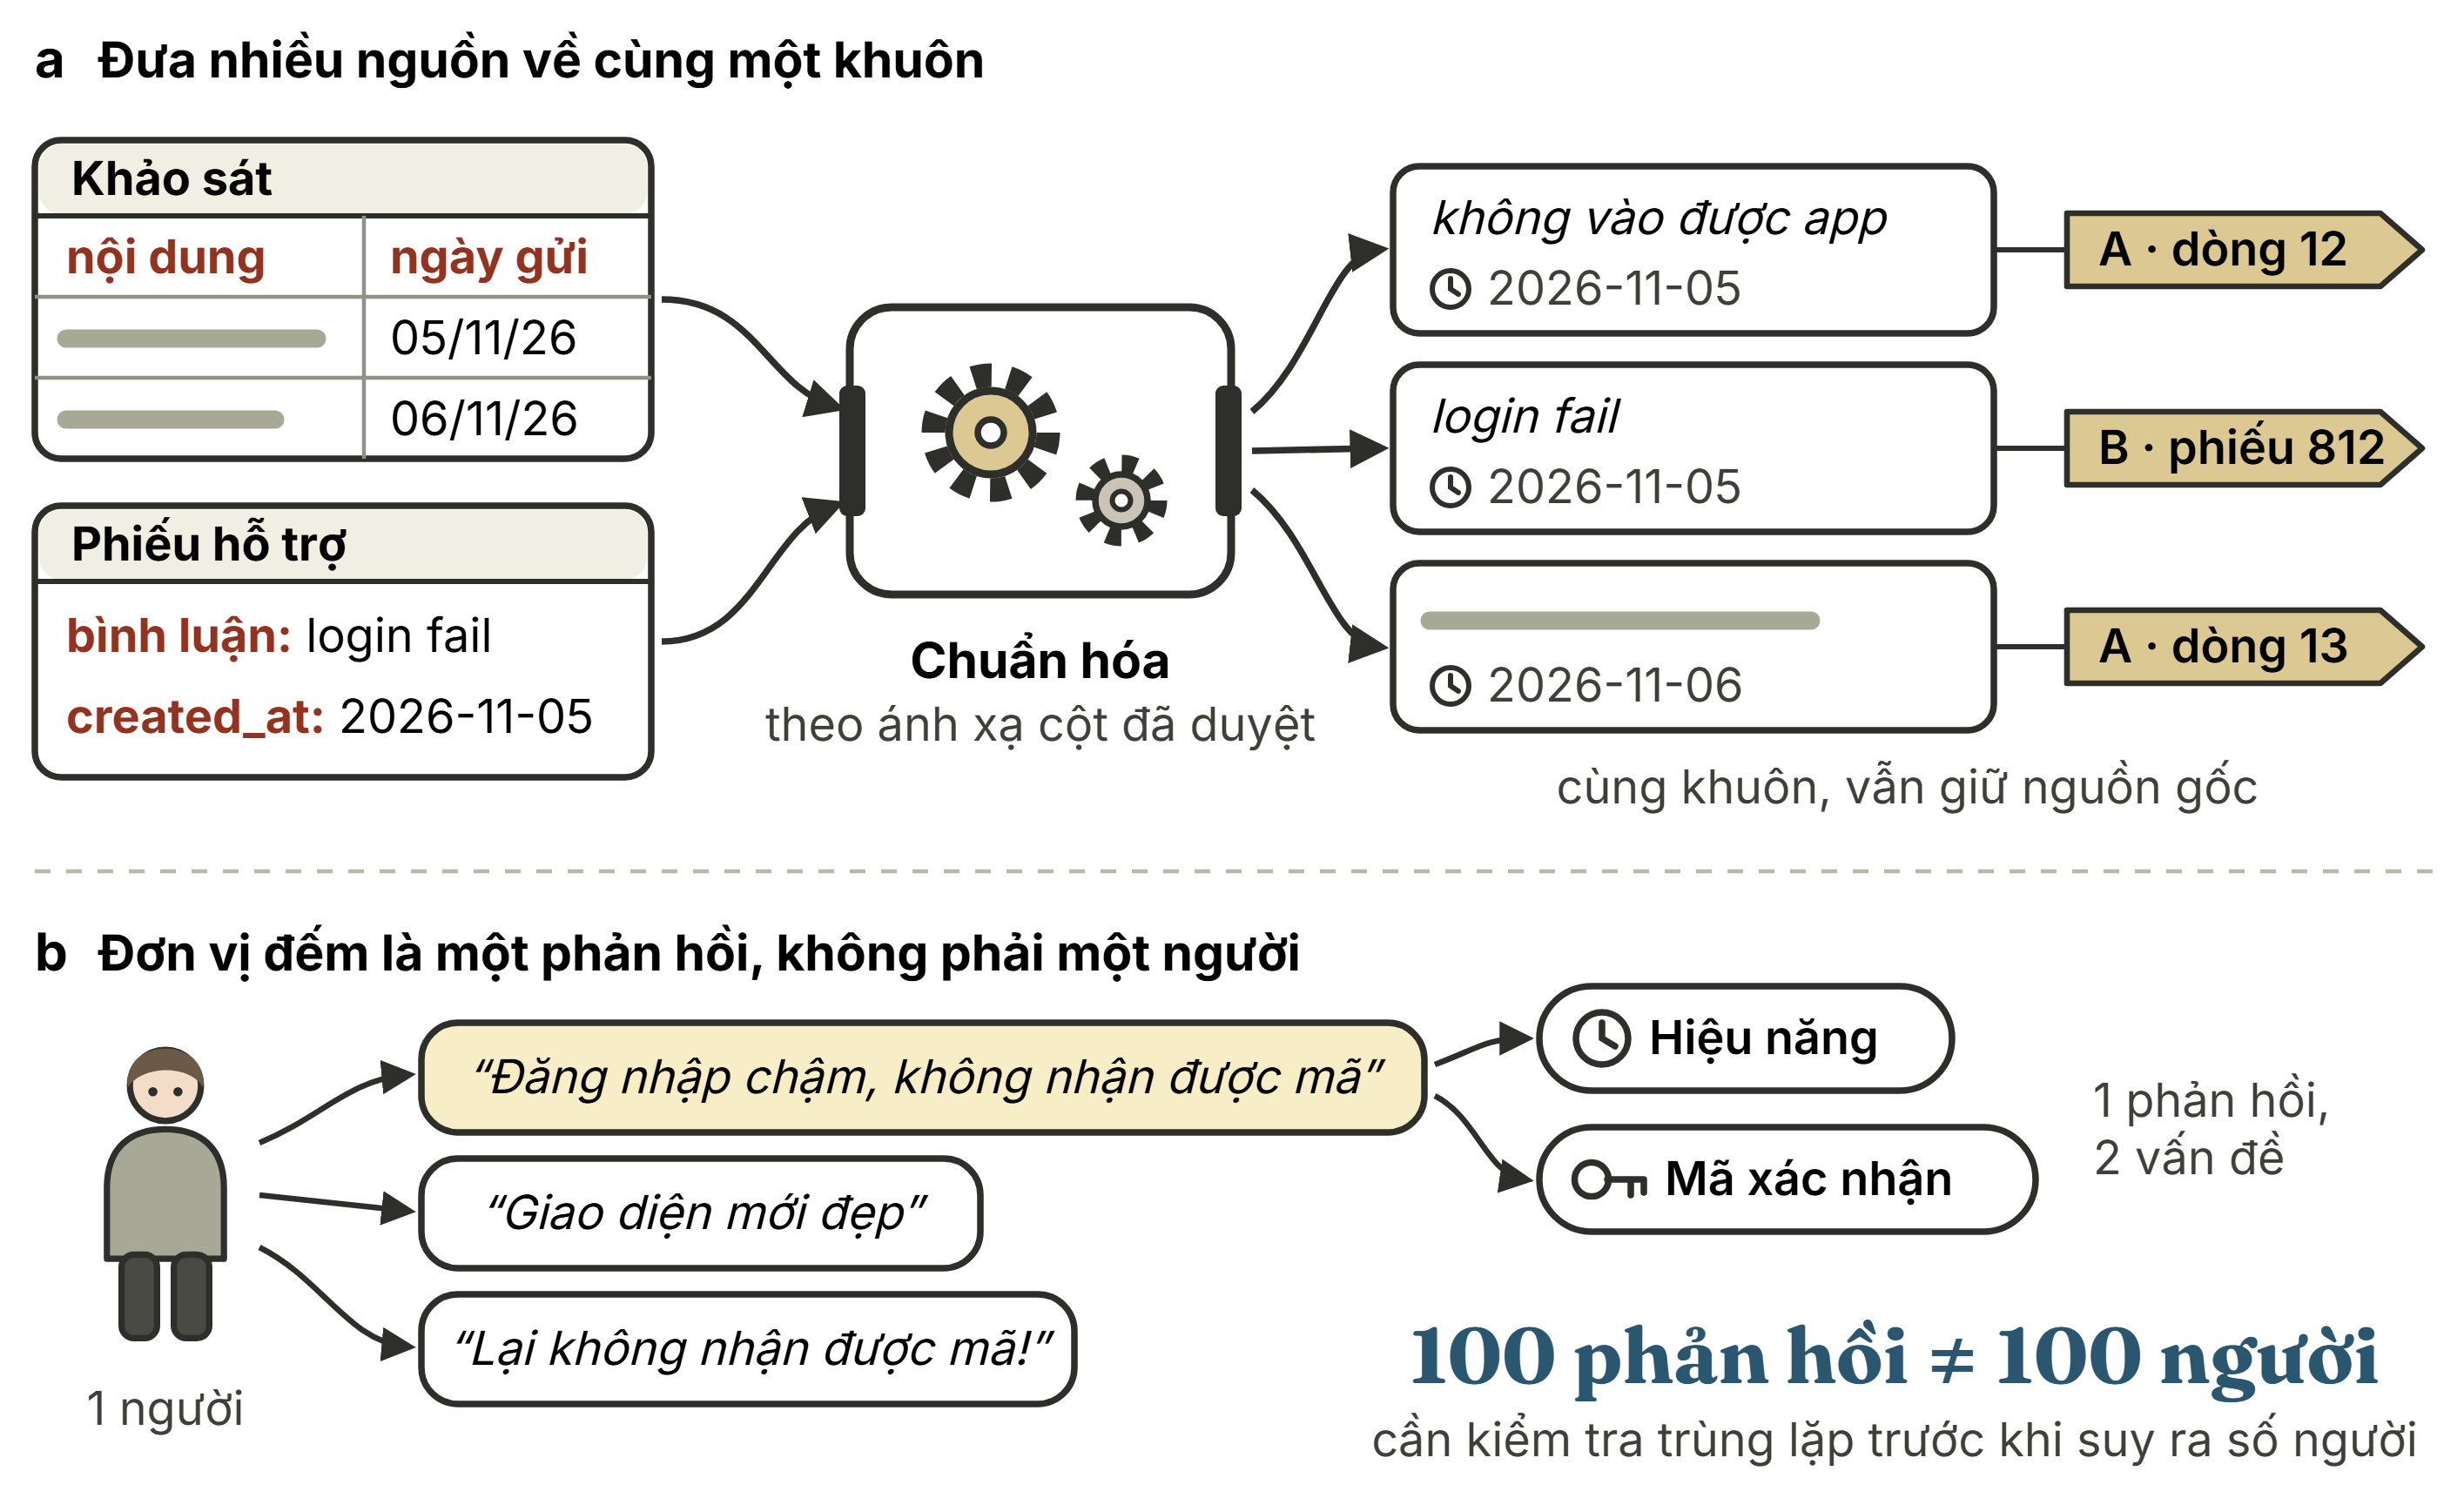 a Đưa nhiều nguồn về cùng một khuôn
Khảo sát
nội dung ngày gửi
05/11/26
06/11/26
Phiếu hỗ trợ
bình luận: login fail
created_at: 2026-11-05
Chuẩn hóa
theo ánh xạ cột đã duyệt
không vào được app
2026-11-05
A · dòng 12
login fail
2026-11-05
B · phiếu 812
2026-11-06
A · dòng 13
cùng khuôn, vẫn giữ nguồn gốc
b Đơn vị đếm là một phản hồi, không phải một người
1 người
“Đăng nhập chậm, không nhận được mã”
“Giao diện mới đẹp”
“Lại không nhận được mã!”
Hiệu năng
Mã xác nhận
1 phản hồi,
2 vấn đề
100 phản hồi ≠ 100 người
cần kiểm tra trùng lặp trước khi suy ra số người